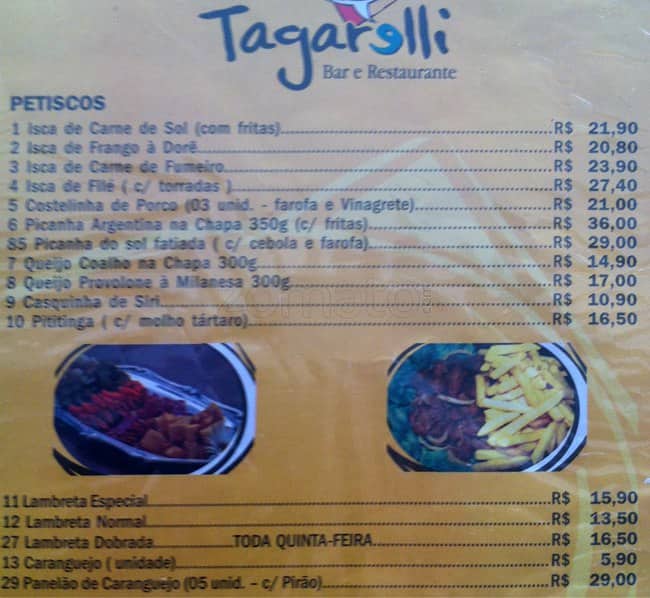 Tagarelli
Bar e Restaurante
PETISCOS
1 Isca de Carne de Sol (com fritas)....R$ 21,90
2 Isca de Frango à Dorê....R$ 20,80
3 Isca de Carne de Fumeiro....R$ 23,90
4 Isca de Filé ( c/ torradas )....R$ 27,40
5 Costelinha de Porco (03 unid. - farofa e Vinagrete)....R$ 21,00
6 Picanha Argentina na Chapa 350g (c/ fritas)....R$ 36,00
85 Picanha do sol fatiada ( c/ cebola e farofa)....R$ 29,00
7 Queijo Coalho na Chapa 300g....R$ 14,90
8 Queijo Provolone à Milanesa 300g....R$ 17,00
9 Casquinha de Siri....R$ 10,90
10 Pititinga ( c/ molho tártaro)....R$ 16,50
zomato
11 Lambreta Especial....R$ 15,90
12 Lambreta Normal....R$ 13,50
27 Lambreta Dobrada ....TODA QUINTA-FEIRA....R$ 16,50
13 Caranguejo ( unidade)....R$ 5,90
29 Panelão de Caranguejo (05 unid. - c/ Pirão)....R$ 29,00